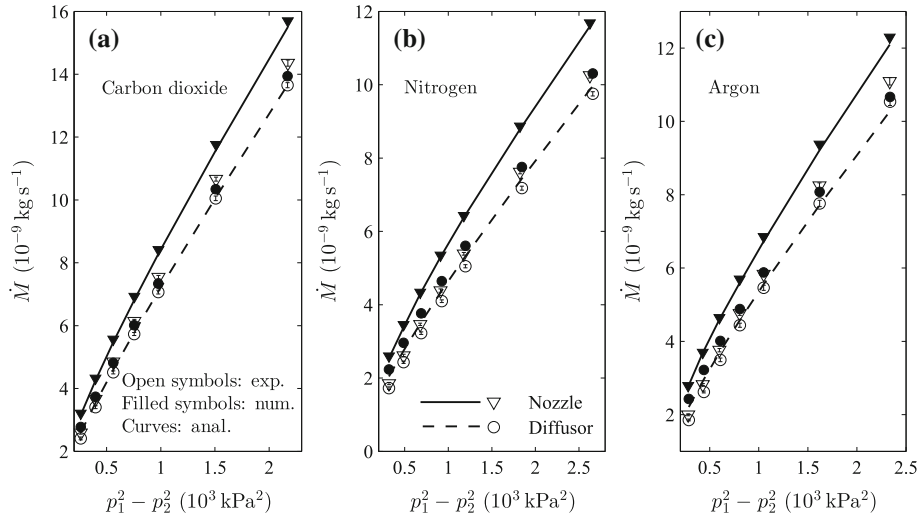 (a)
Carbon dioxide
Open symbols: exp.
Filled symbols: num.
Curves: anal.
16
14
12
10
8
6
4
2
0.5 1 1.5 2
Ṁ (10⁻⁹ kg s⁻¹)
p₁² − p₂² (10³ kPa²)
(b)
Nitrogen
Nozzle
Diffusor
12
10
8
6
4
2
0
0.5 1 1.5 2 2.5
Ṁ (10⁻⁹ kg s⁻¹)
p₁² − p₂² (10³ kPa²)
(c)
Argon
12
10
8
6
4
2
0.5 1 1.5 2 2.5
Ṁ (10⁻⁹ kg s⁻¹)
p₁² − p₂² (10³ kPa²)